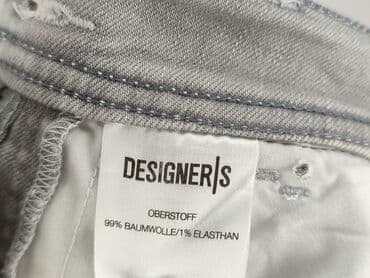 DESIGNER|S
OBERSTOFF
99% BAUMWOLLE/1% ELASTHAN